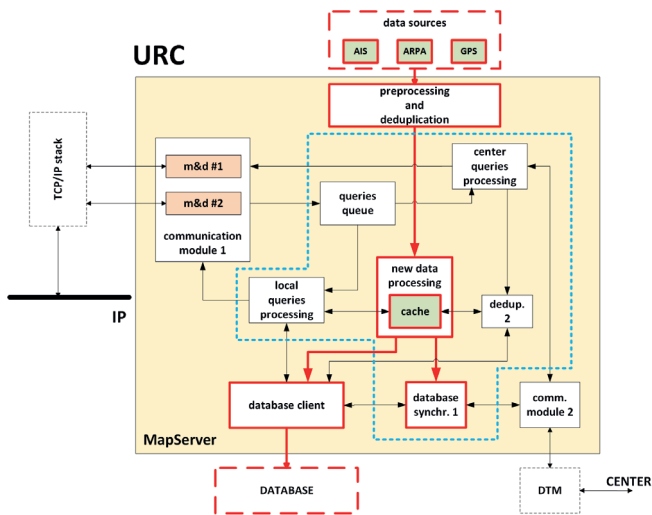 data sources
URC
AIS
ARPA
GPS
preprocessing
and
deduplication
TCP/IP stack
m&d #1
m&d #2
communication
module 1
queries
queue
center
queries
processing
new data
processing
cache
local
queries
processing
dedup.
2
IP
database client
database
synchr. 1
comm.
module 2
MapServer
DATABASE
DTM
CENTER